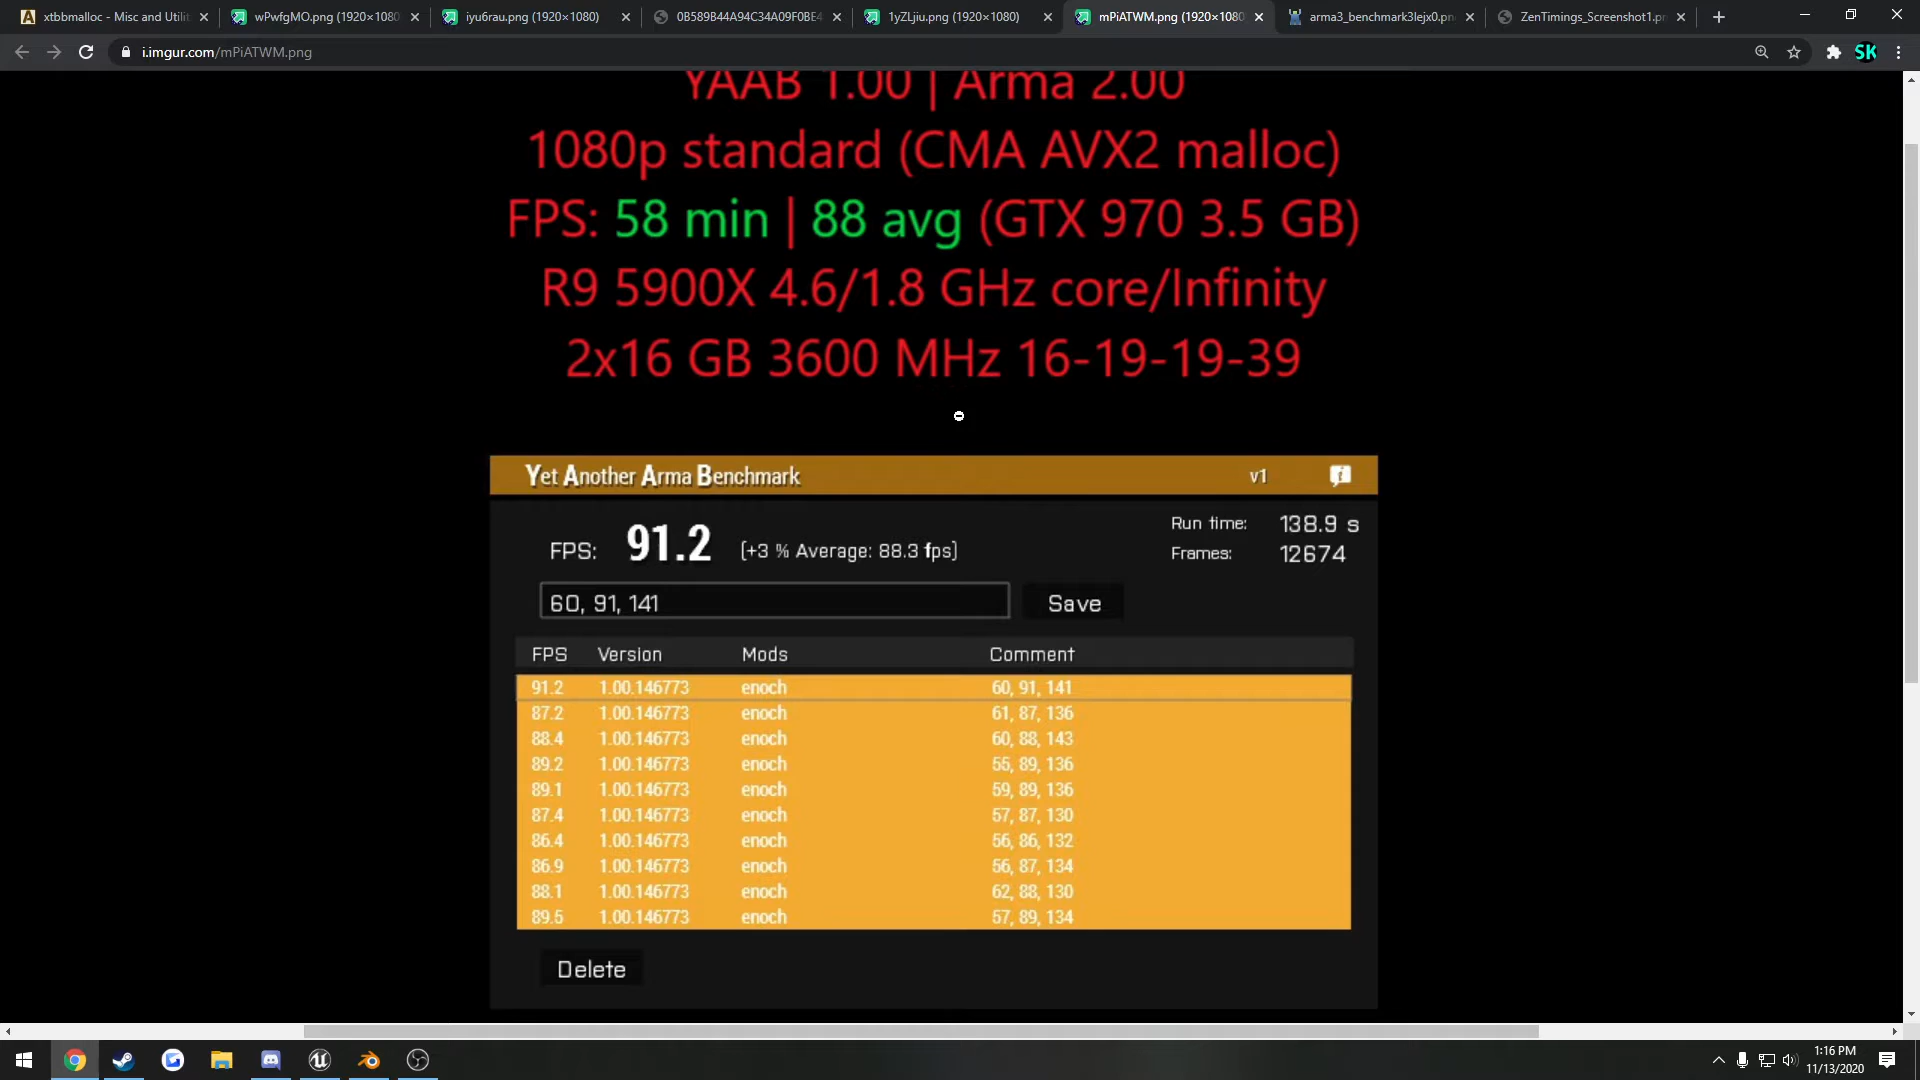 xtbbmalloc - Misc and Utilit
wPwfgMO.png (1920×1080
iyu6rau.png (1920×1080)
0B589B44A94C34A09F0BE4
1yZLjiu.png (1920×1080)
mPiATWM.png (1920×1080
arma3_benchmark3lejx0.pn
ZenTimings_Screenshot1.pn
i.imgur.com/mPiATWM.png
SK
YAAB 1.00 | Arma 2.00
1080p standard (CMA AVX2 malloc)
FPS: 58 min | 88 avg (GTX 970 3.5 GB)
R9 5900X 4.6/1.8 GHz core/Infinity
2x16 GB 3600 MHz 16-19-19-39
Yet Another Arma Benchmark v1
FPS: 91.2 [+3 % Average: 88.3 fps]
Run time: 138.9 s
Frames: 12674
60, 91, 141 Save
FPS Version Mods Comment
91.2 1.00.146773 enoch 60, 91, 141
87.2 1.00.146773 enoch 61, 87, 136
88.4 1.00.146773 enoch 60, 88, 143
89.2 1.00.146773 enoch 55, 89, 136
89.1 1.00.146773 enoch 59, 89, 136
87.4 1.00.146773 enoch 57, 87, 130
86.4 1.00.146773 enoch 56, 86, 132
86.9 1.00.146773 enoch 56, 87, 134
88.1 1.00.146773 enoch 62, 88, 130
89.5 1.00.146773 enoch 57, 89, 134
Delete
1:16 PM
11/13/2020